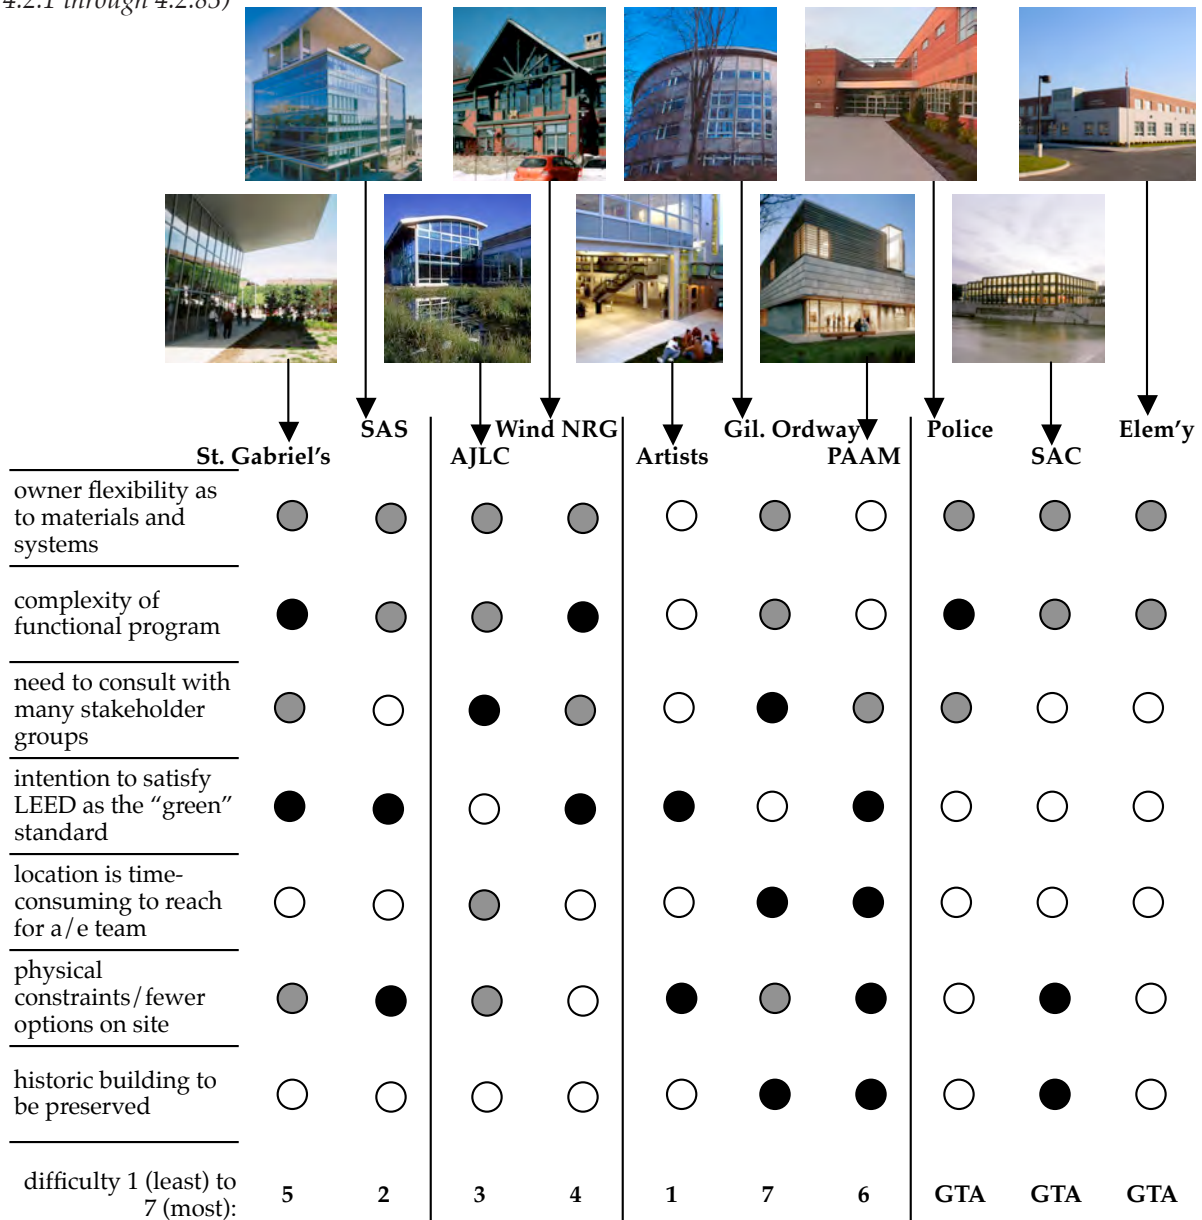 4.2.1 through 4.2.85)
SAS
Wind NRG
Gil. Ordway
Police
Elem'y
St. Gabriel's
AJLC
Artists
PAAM
SAC
owner flexibility as
to materials and
systems
complexity of
functional program
need to consult with
many stakeholder
groups
intention to satisfy
LEED as the “green”
standard
location is time-
consuming to reach
for a/e team
physical
constraints/fewer
options on site
historic building to
be preserved
difficulty 1 (least) to
7 (most):
5 2 3 4 1 7 6 GTA GTA GTA